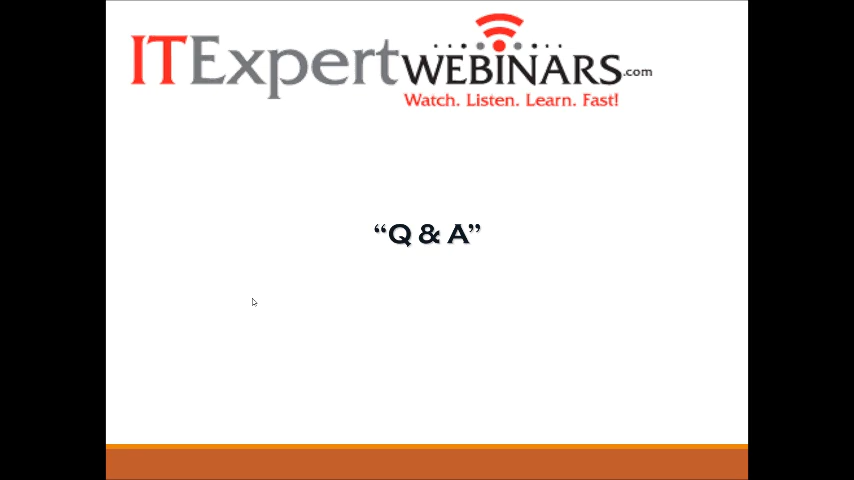 ITExpertWEBINARS.com
Watch. Listen. Learn. Fast!
“Q & A”